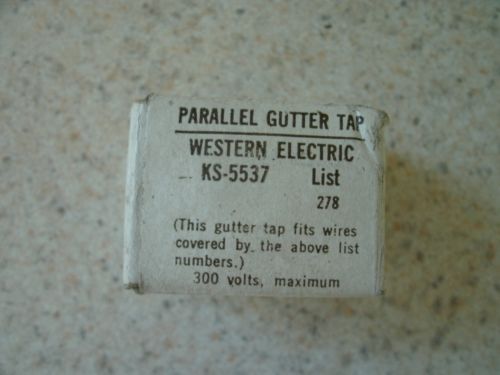 PARALLEL GUTTER TAP
WESTERN ELECTRIC
KS-5537 List
278
(This gutter tap fits wires
covered by the above list
numbers.)
300 volts, maximum